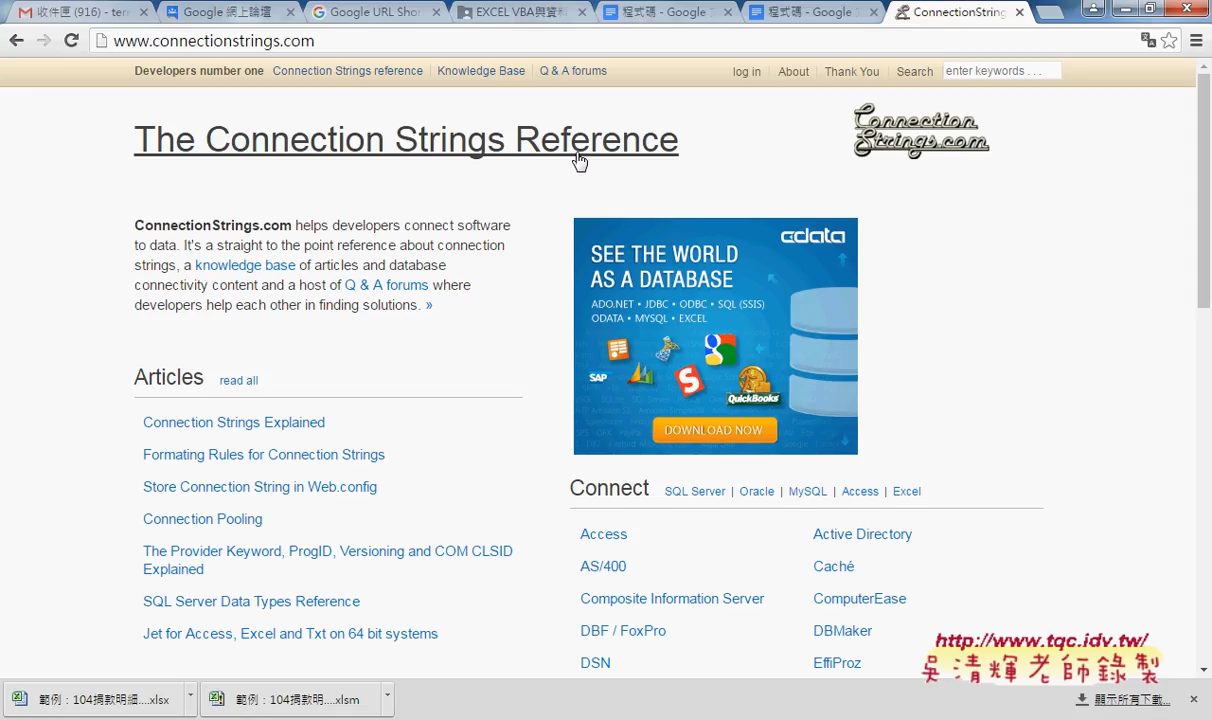 收件匣 (916) - ter
Google 網上論壇
Google URL Sho
EXCEL VBA與資料
程式碼 - Google
程式碼 - Google
ConnectionStrin
www.connectionstrings.com
Developers number one Connection Strings reference | Knowledge Base | Q & A forums
log in | About | Thank You | Search enter keywords . . .
The Connection Strings Reference
Connection Strings.com
ConnectionStrings.com helps developers connect software
to data. It's a straight to the point reference about connection
strings, a knowledge base of articles and database
connectivity content and a host of Q & A forums where
developers help each other in finding solutions. »
cdata
SEE THE WORLD
AS A DATABASE
ADO.NET • JDBC • ODBC • SQL (SSIS)
ODATA • MYSQL • EXCEL
SAP
QuickBooks
DOWNLOAD NOW
Articles read all
Connection Strings Explained
Formating Rules for Connection Strings
Store Connection String in Web.config
Connection Pooling
The Provider Keyword, ProgID, Versioning and COM CLSID
Explained
SQL Server Data Types Reference
Jet for Access, Excel and Txt on 64 bit systems
Connect SQL Server | Oracle | MySQL | Access | Excel
Access
Active Directory
AS/400
Caché
Composite Information Server
ComputerEase
DBF / FoxPro
DBMaker
DSN
EffiProz
http://www.tqc.idv.tw/
吳清輝老師錄製
範例：104捐款明細....xlsx
範例：104捐款明....xlsm
顯示所有下載...